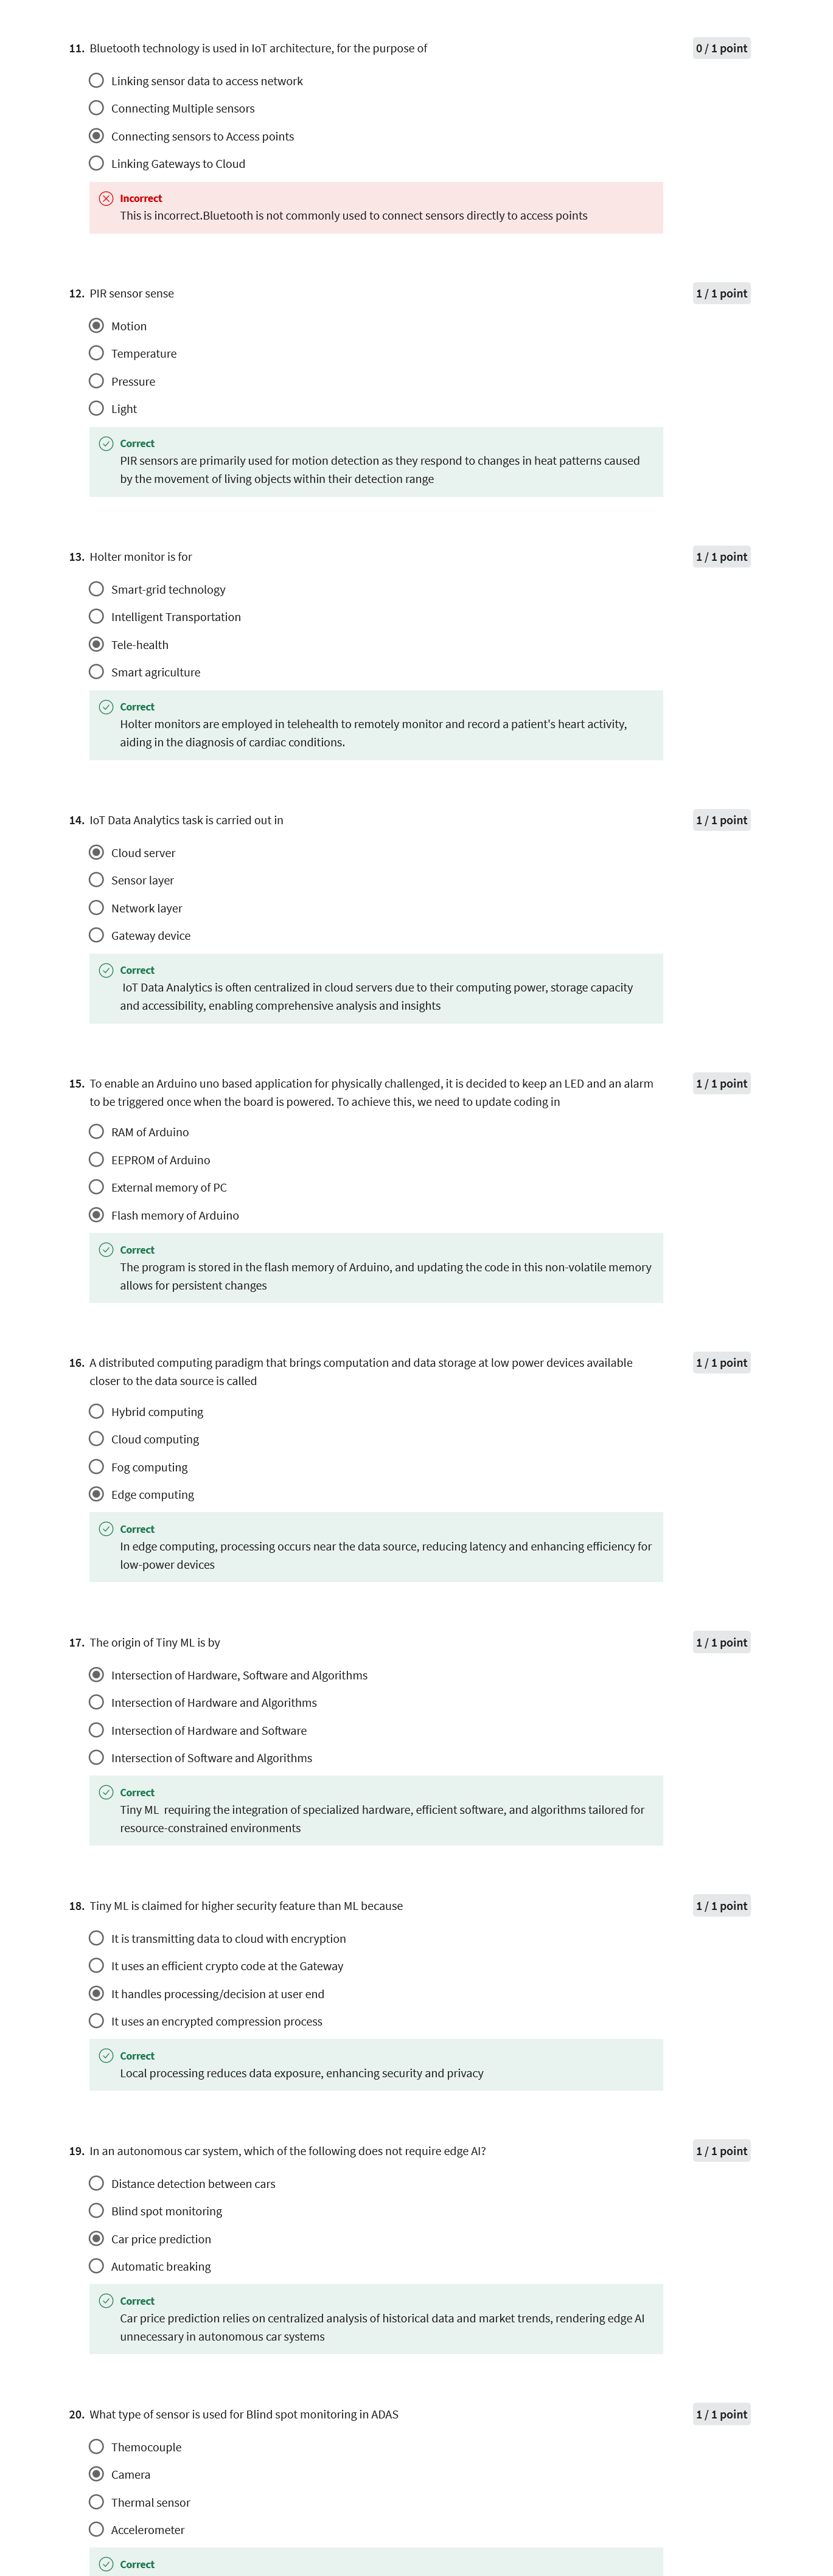 11. Bluetooth technology is used in IoT architecture, for the purpose of
0 / 1 point
Linking sensor data to access network
Connecting Multiple sensors
Connecting sensors to Access points
Linking Gateways to Cloud
Incorrect
This is incorrect.Bluetooth is not commonly used to connect sensors directly to access points
12. PIR sensor sense
1 / 1 point
Motion
Temperature
Pressure
Light
Correct
PIR sensors are primarily used for motion detection as they respond to changes in heat patterns caused
by the movement of living objects within their detection range
13. Holter monitor is for
1 / 1 point
Smart-grid technology
Intelligent Transportation
Tele-health
Smart agriculture
Correct
Holter monitors are employed in telehealth to remotely monitor and record a patient's heart activity,
aiding in the diagnosis of cardiac conditions.
14. IoT Data Analytics task is carried out in
1 / 1 point
Cloud server
Sensor layer
Network layer
Gateway device
Correct
IoT Data Analytics is often centralized in cloud servers due to their computing power, storage capacity
and accessibility, enabling comprehensive analysis and insights
15. To enable an Arduino uno based application for physically challenged, it is decided to keep an LED and an alarm
to be triggered once when the board is powered. To achieve this, we need to update coding in
1 / 1 point
RAM of Arduino
EEPROM of Arduino
External memory of PC
Flash memory of Arduino
Correct
The program is stored in the flash memory of Arduino, and updating the code in this non-volatile memory
allows for persistent changes
16. A distributed computing paradigm that brings computation and data storage at low power devices available
closer to the data source is called
1 / 1 point
Hybrid computing
Cloud computing
Fog computing
Edge computing
Correct
In edge computing, processing occurs near the data source, reducing latency and enhancing efficiency for
low-power devices
17. The origin of Tiny ML is by
1 / 1 point
Intersection of Hardware, Software and Algorithms
Intersection of Hardware and Algorithms
Intersection of Hardware and Software
Intersection of Software and Algorithms
Correct
Tiny ML requiring the integration of specialized hardware, efficient software, and algorithms tailored for
resource-constrained environments
18. Tiny ML is claimed for higher security feature than ML because
1 / 1 point
It is transmitting data to cloud with encryption
It uses an efficient crypto code at the Gateway
It handles processing/decision at user end
It uses an encrypted compression process
Correct
Local processing reduces data exposure, enhancing security and privacy
19. In an autonomous car system, which of the following does not require edge AI?
1 / 1 point
Distance detection between cars
Blind spot monitoring
Car price prediction
Automatic breaking
Correct
Car price prediction relies on centralized analysis of historical data and market trends, rendering edge AI
unnecessary in autonomous car systems
20. What type of sensor is used for Blind spot monitoring in ADAS
1 / 1 point
Themocouple
Camera
Thermal sensor
Accelerometer
Correct